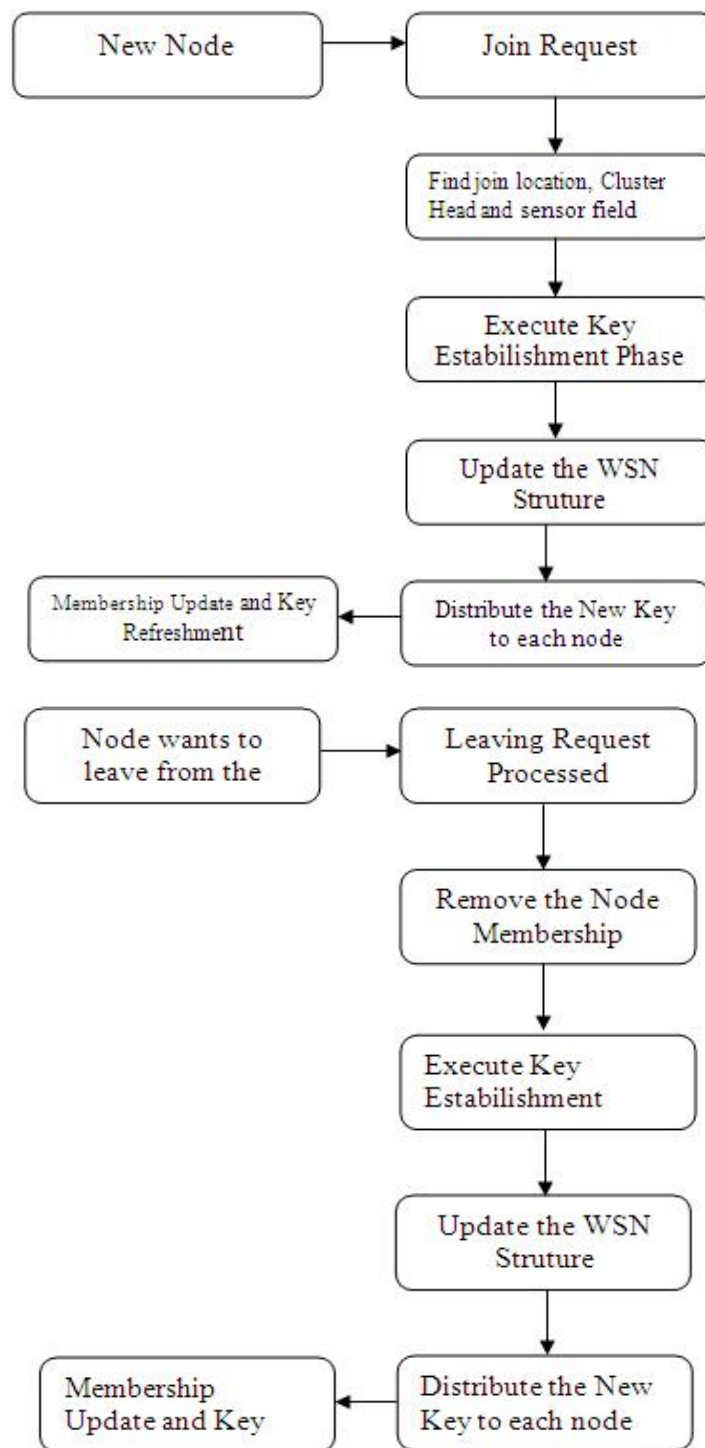 New Node
Join Request
Find join location, Cluster
Head and sensor field
Execute Key
Estabilishment Phase
Update the WSN
Struture
Distribute the New Key
to each node
Membership Update and Key
Refreshment
Node wants to
leave from the
Leaving Request
Processed
Remove the Node
Membership
Execute Key
Estabilishment
Update the WSN
Struture
Distribute the New
Key to each node
Membership
Update and Key